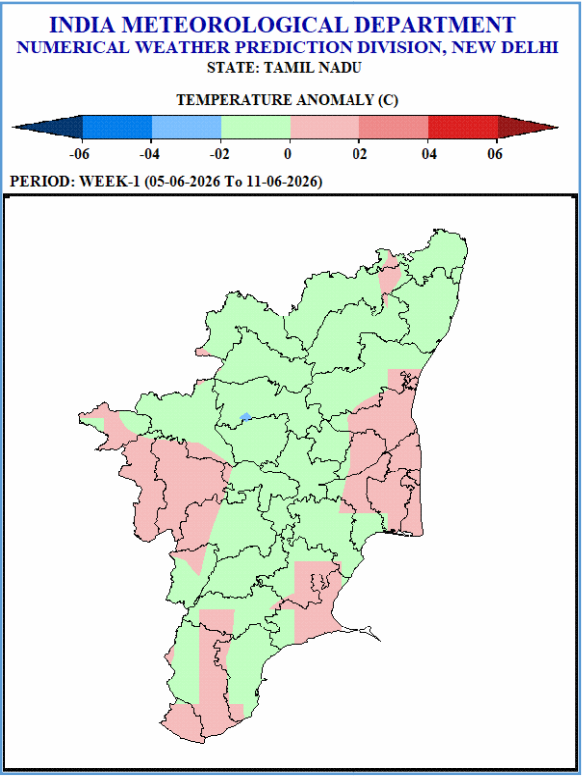 INDIA METEOROLOGICAL DEPARTMENT
NUMERICAL WEATHER PREDICTION DIVISION, NEW DELHI
STATE: TAMIL NADU
TEMPERATURE ANOMALY (C)
-06 -04 -02 0 02 04 06
PERIOD: WEEK-1 (05-06-2026 To 11-06-2026)